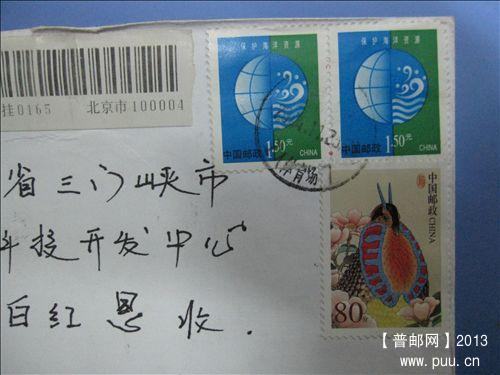 保护海洋资源
中国邮政 1.50元 CHINA
保护海洋资源
中国邮政 1.50元 CHINA
挂0165 北京市100004
中国邮政 CHINA
80分
省三门峡市
科技开发中心
白红恩 收.
【普邮网】2013
www.puu.cn